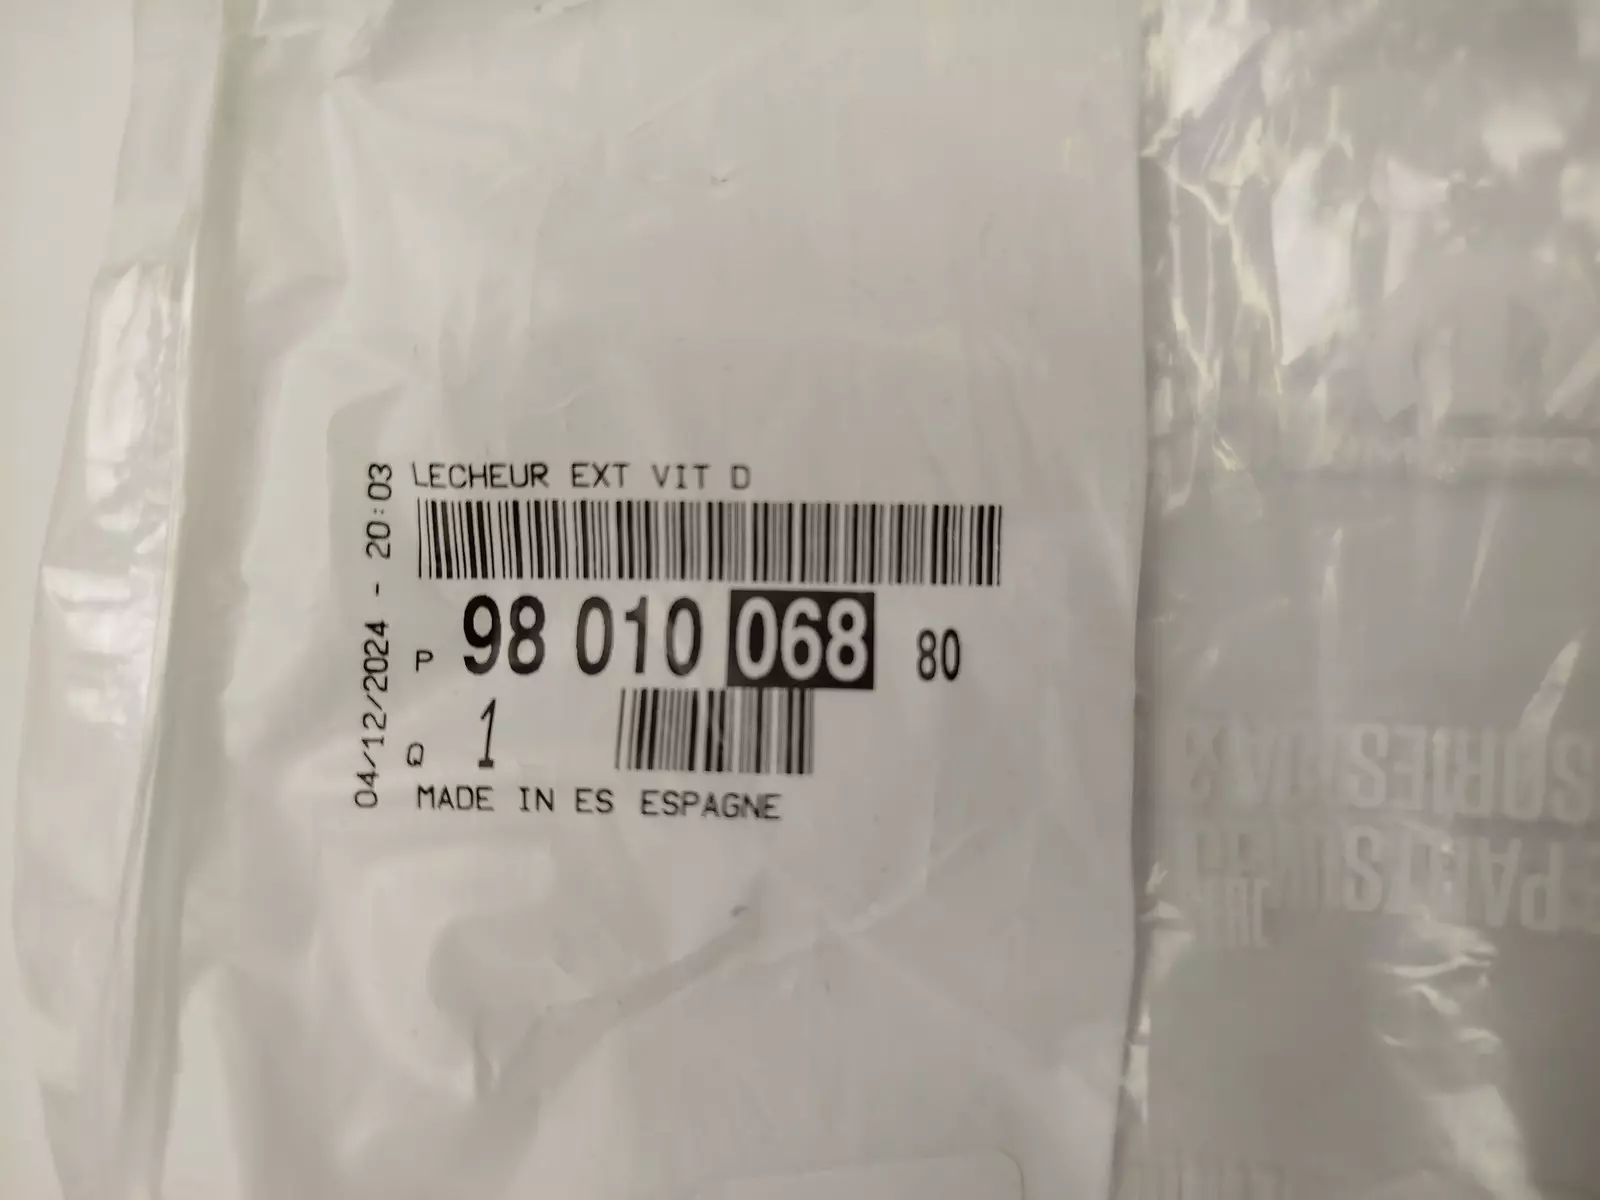 LECHEUR EXT VIT D
04/12/2024 - 20:03
P 98 010 068 80
Q 1
MADE IN ES ESPAGNE